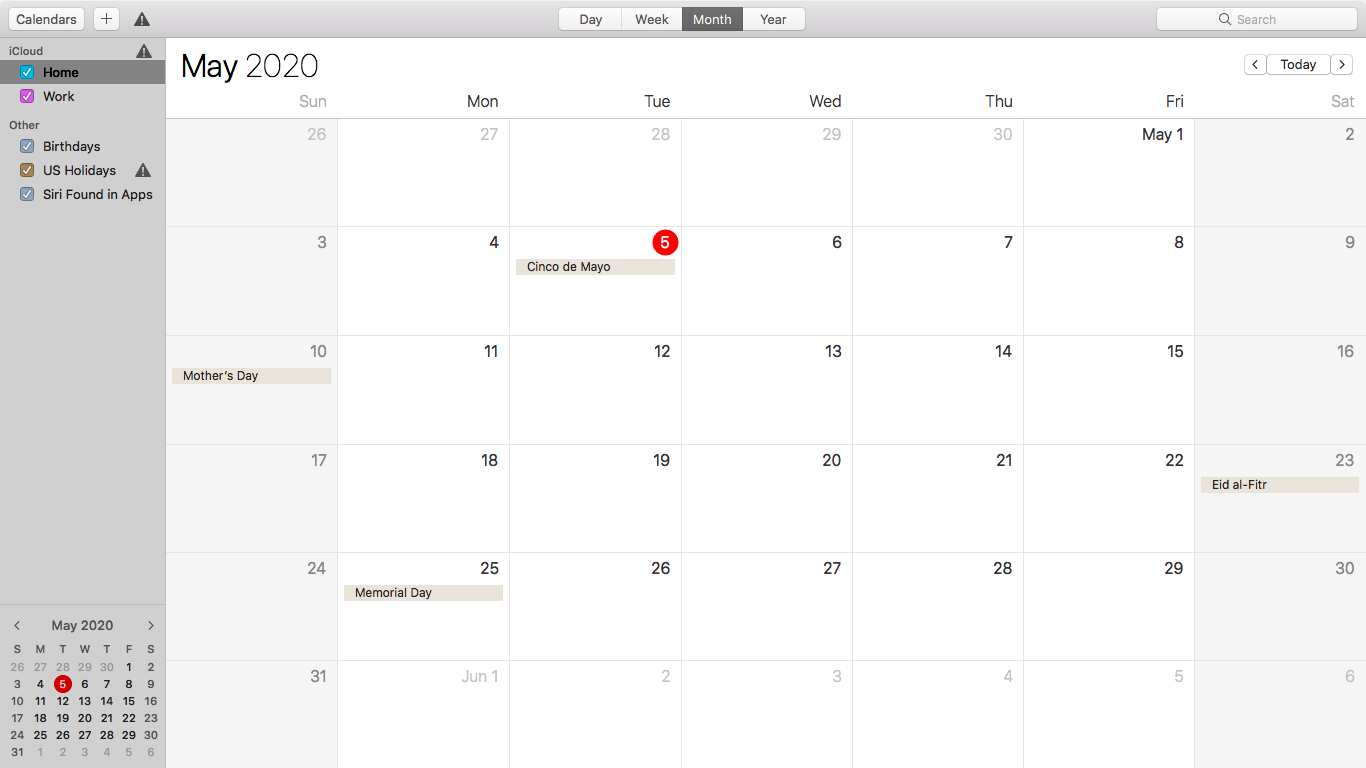 Calendars + Day Week Month Year Search
iCloud
Home
Work
Other
Birthdays
US Holidays
Siri Found in Apps
May 2020
S M T W T F S
26 27 28 29 30 1 2
3 4 5 6 7 8 9
10 11 12 13 14 15 16
17 18 19 20 21 22 23
24 25 26 27 28 29 30
31 1 2 3 4 5 6
May 2020 Today
Sun Mon Tue Wed Thu Fri Sat
26 27 28 29 30 May 1 2
3 4 5 6 7 8 9
Cinco de Mayo
10 11 12 13 14 15 16
Mother’s Day
17 18 19 20 21 22 23
Eid al-Fitr
24 25 26 27 28 29 30
Memorial Day
31 Jun 1 2 3 4 5 6